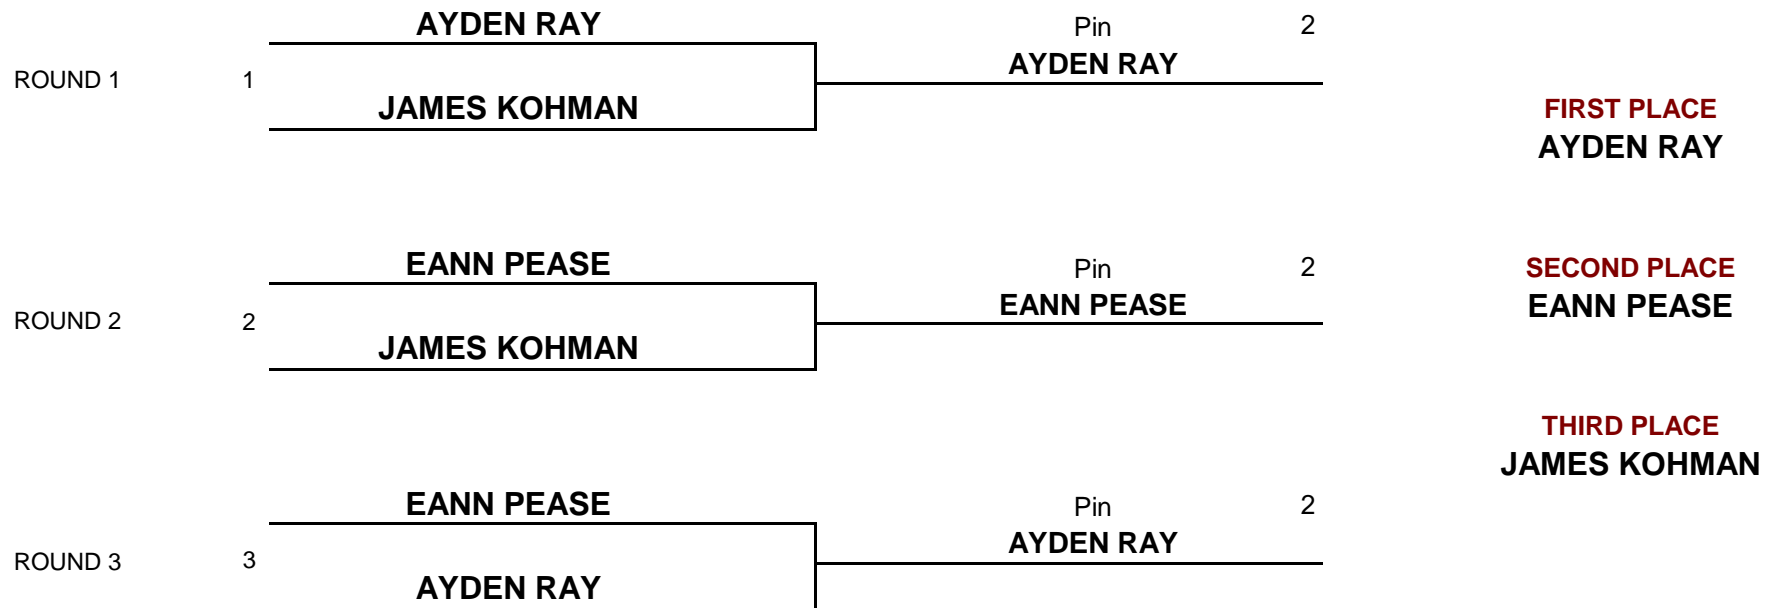 AYDEN RAY
Pin 2
ROUND 1 1 AYDEN RAY
JAMES KOHMAN
FIRST PLACE
AYDEN RAY
EANN PEASE
Pin 2
ROUND 2 2 EANN PEASE
JAMES KOHMAN
SECOND PLACE
EANN PEASE
THIRD PLACE
JAMES KOHMAN
EANN PEASE
Pin 2
ROUND 3 3 AYDEN RAY
AYDEN RAY